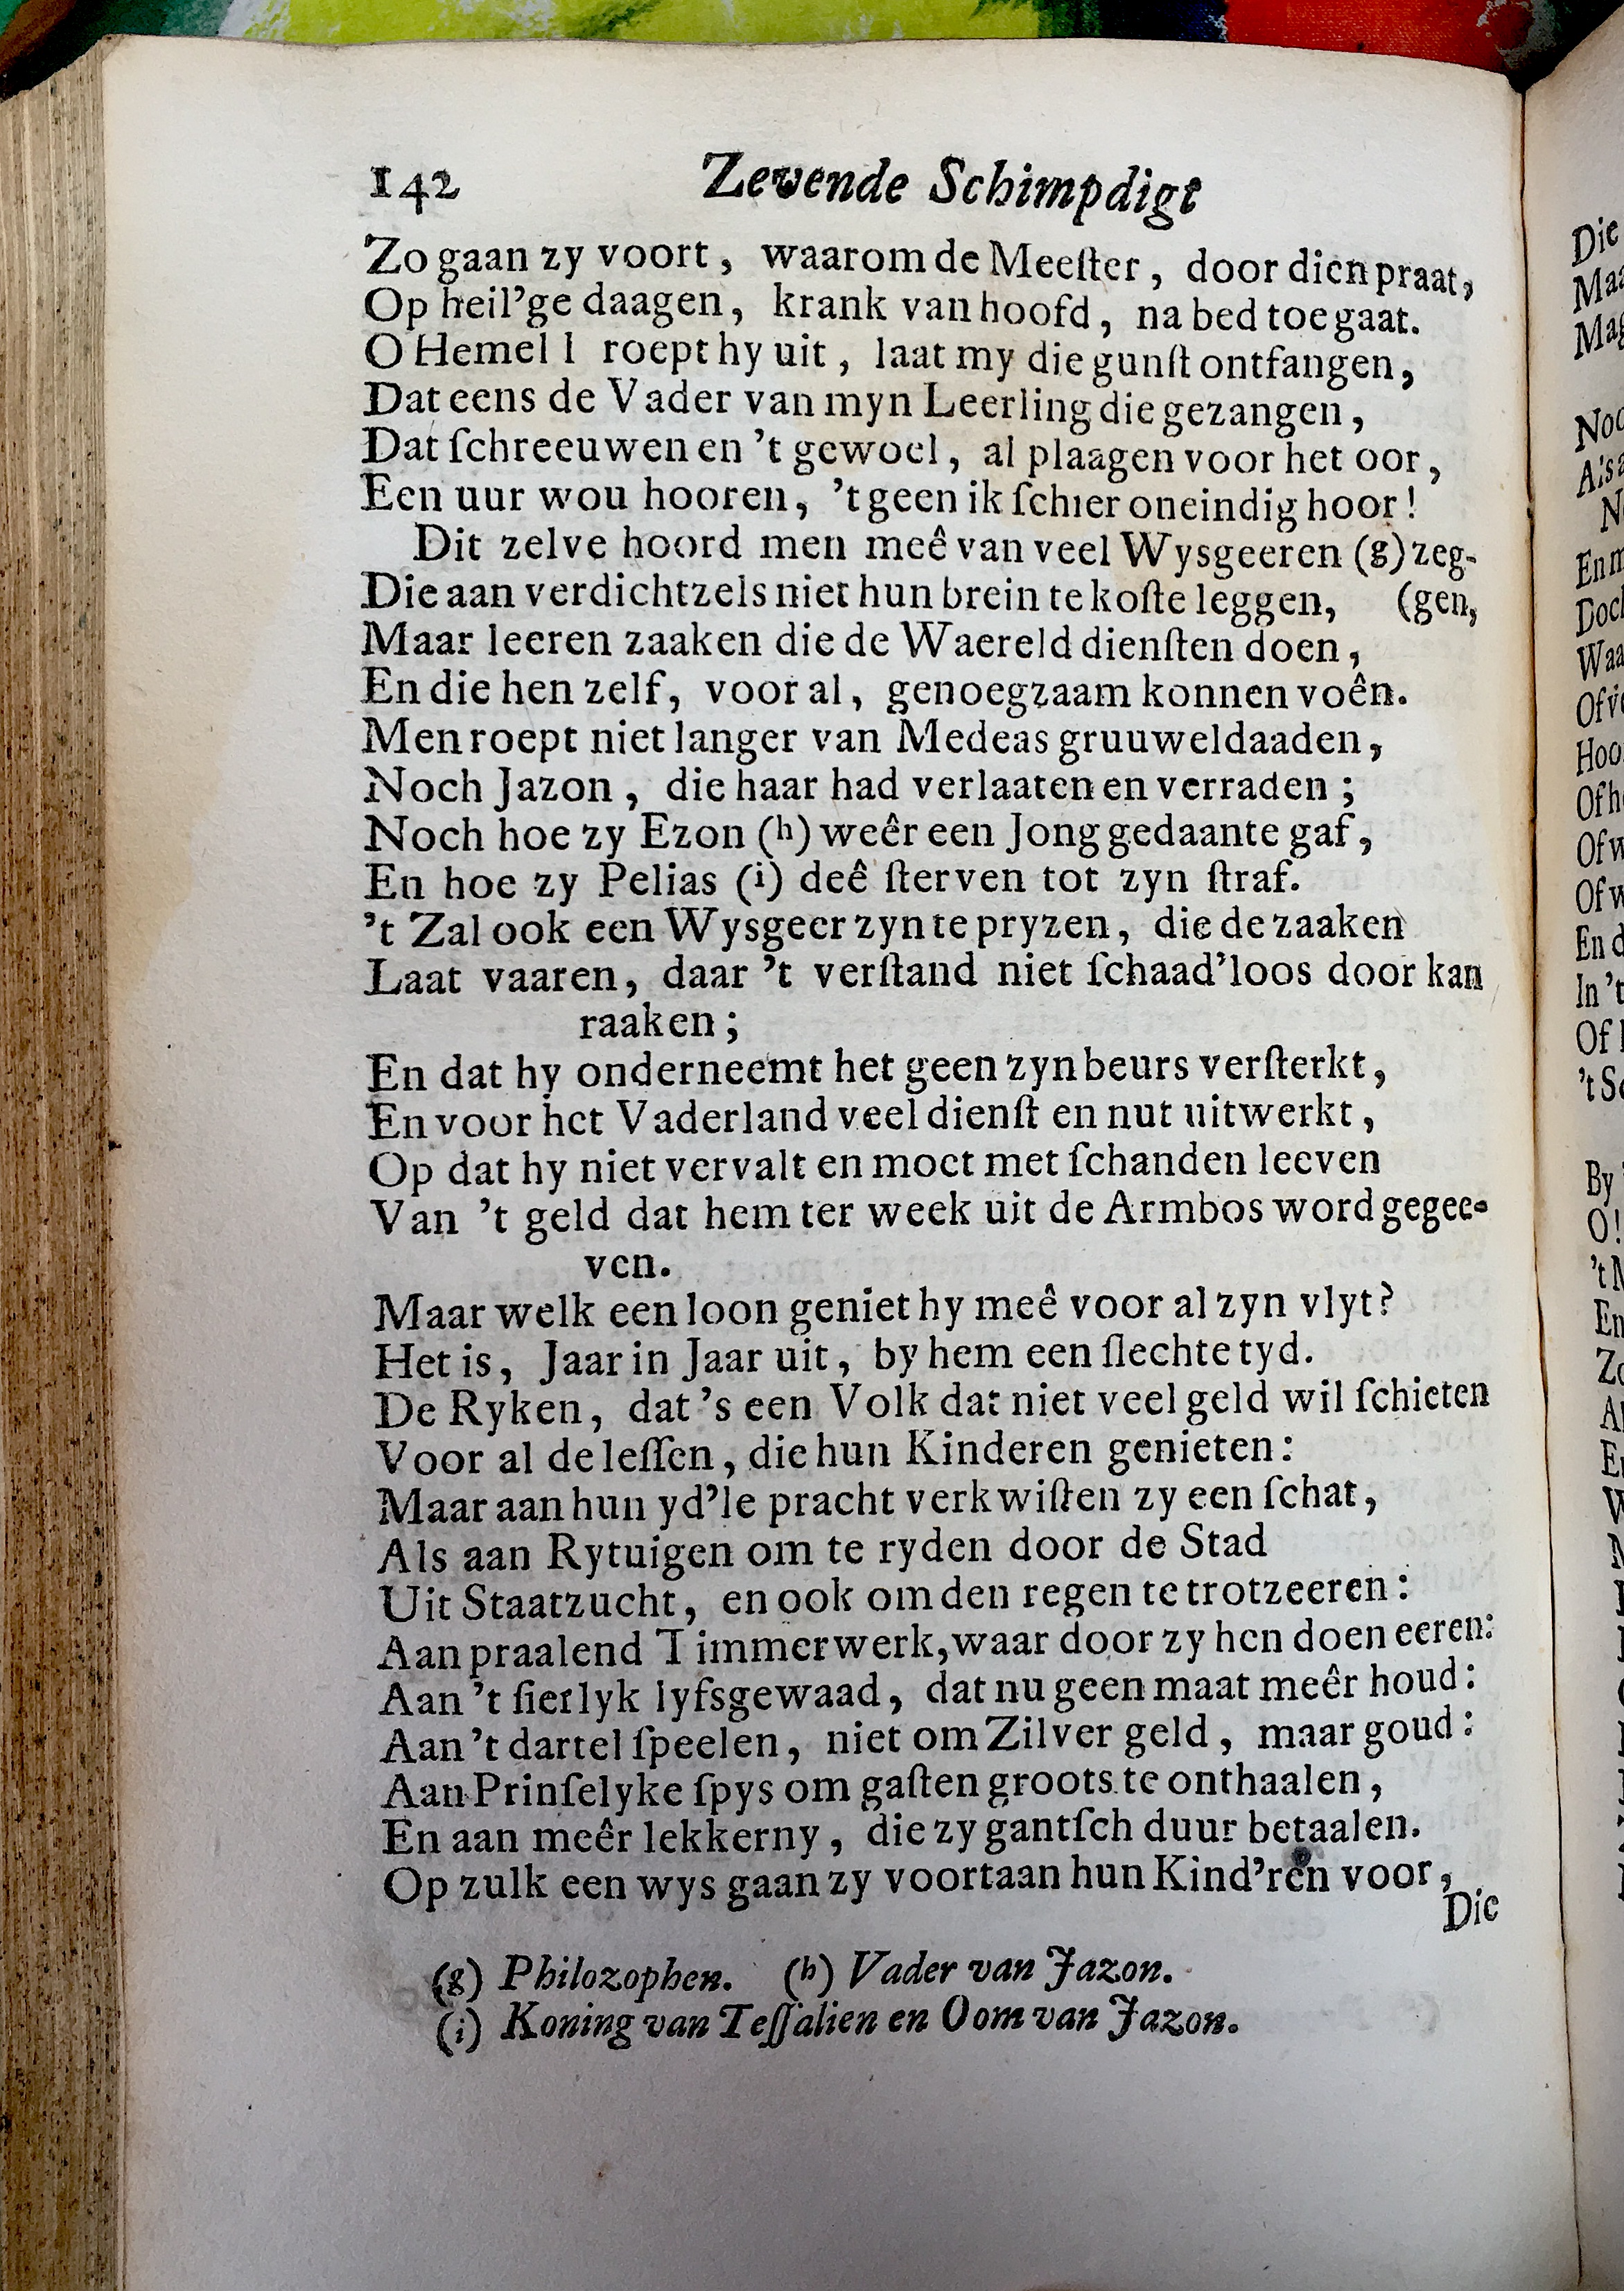 142 Zevende Schimpdigt
Zo gaan zy voort, waarom de Meeſter, door dien praat,
Op heil'ge daagen, krank van hoofd, na bed toe gaat.
O Hemel! roept hy uit, laat my die gunſt ontfangen,
Dat eens de Vader van myn Leerling die gezangen,
Dat ſchreeuwen en 't gewoel, al plaagen voor het oor,
Een uur wou hooren, 't geen ik ſchier oneindig hoor!
Dit zelve hoord men meê van veel Wysgeeren (g) zeg-
Die aan verdichtzels niet hun brein te koſte leggen, (gen,
Maar leeren zaaken die de Waereld dienſten doen,
En die hen zelf, voor al, genoegzaam konnen voên.
Men roept niet langer van Medeas gruuweldaaden,
Noch Jazon, die haar had verlaaten en verraden;
Noch hoe zy Ezon (h) weêr een Jong gedaante gaf,
En hoe zy Pelias (i) deê ſterven tot zyn ſtraf.
't Zal ook een Wysgeer zyn te pryzen, die de zaaken
Laat vaaren, daar 't verſtand niet ſchaad'loos door kan
raaken;
En dat hy onderneemt het geen zyn beurs verſterkt,
En voor het Vaderland veel dienſt en nut uitwerkt,
Op dat hy niet vervalt en moet met ſchanden leeven
Van 't geld dat hem ter week uit de Armbos word gegee-
ven.
Maar welk een loon geniet hy meê voor al zyn vlyt?
Het is, Jaar in Jaar uit, by hem een ſlechte tyd.
De Ryken, dat 's een Volk dat niet veel geld wil ſchieten
Voor al de leſſen, die hun Kinderen genieten:
Maar aan hun yd'le pracht verkwiſten zy een ſchat,
Als aan Rytuigen om te ryden door de Stad
Uit Staatzucht, en ook om den regen te trotzeeren:
Aan praalend Timmerwerk, waar door zy hen doen eeren:
Aan 't ſierlyk lyfsgewaad, dat nu geen maat meêr houd:
Aan 't dartel ſpeelen, niet om Zilver geld, maar goud:
Aan Prinſelyke ſpys om gaſten groots te onthaalen,
En aan meêr lekkerny, die zy gantſch duur betaalen.
Op zulk een wys gaan zy voortaan hun Kind'ren voor,
Die
(g) Philozophen. (h) Vader van Jazon.
(i) Koning van Teſſalien en Oom van Jazon.
Die
Noc
Als
En
Hoo
En d
In 't
By
O!